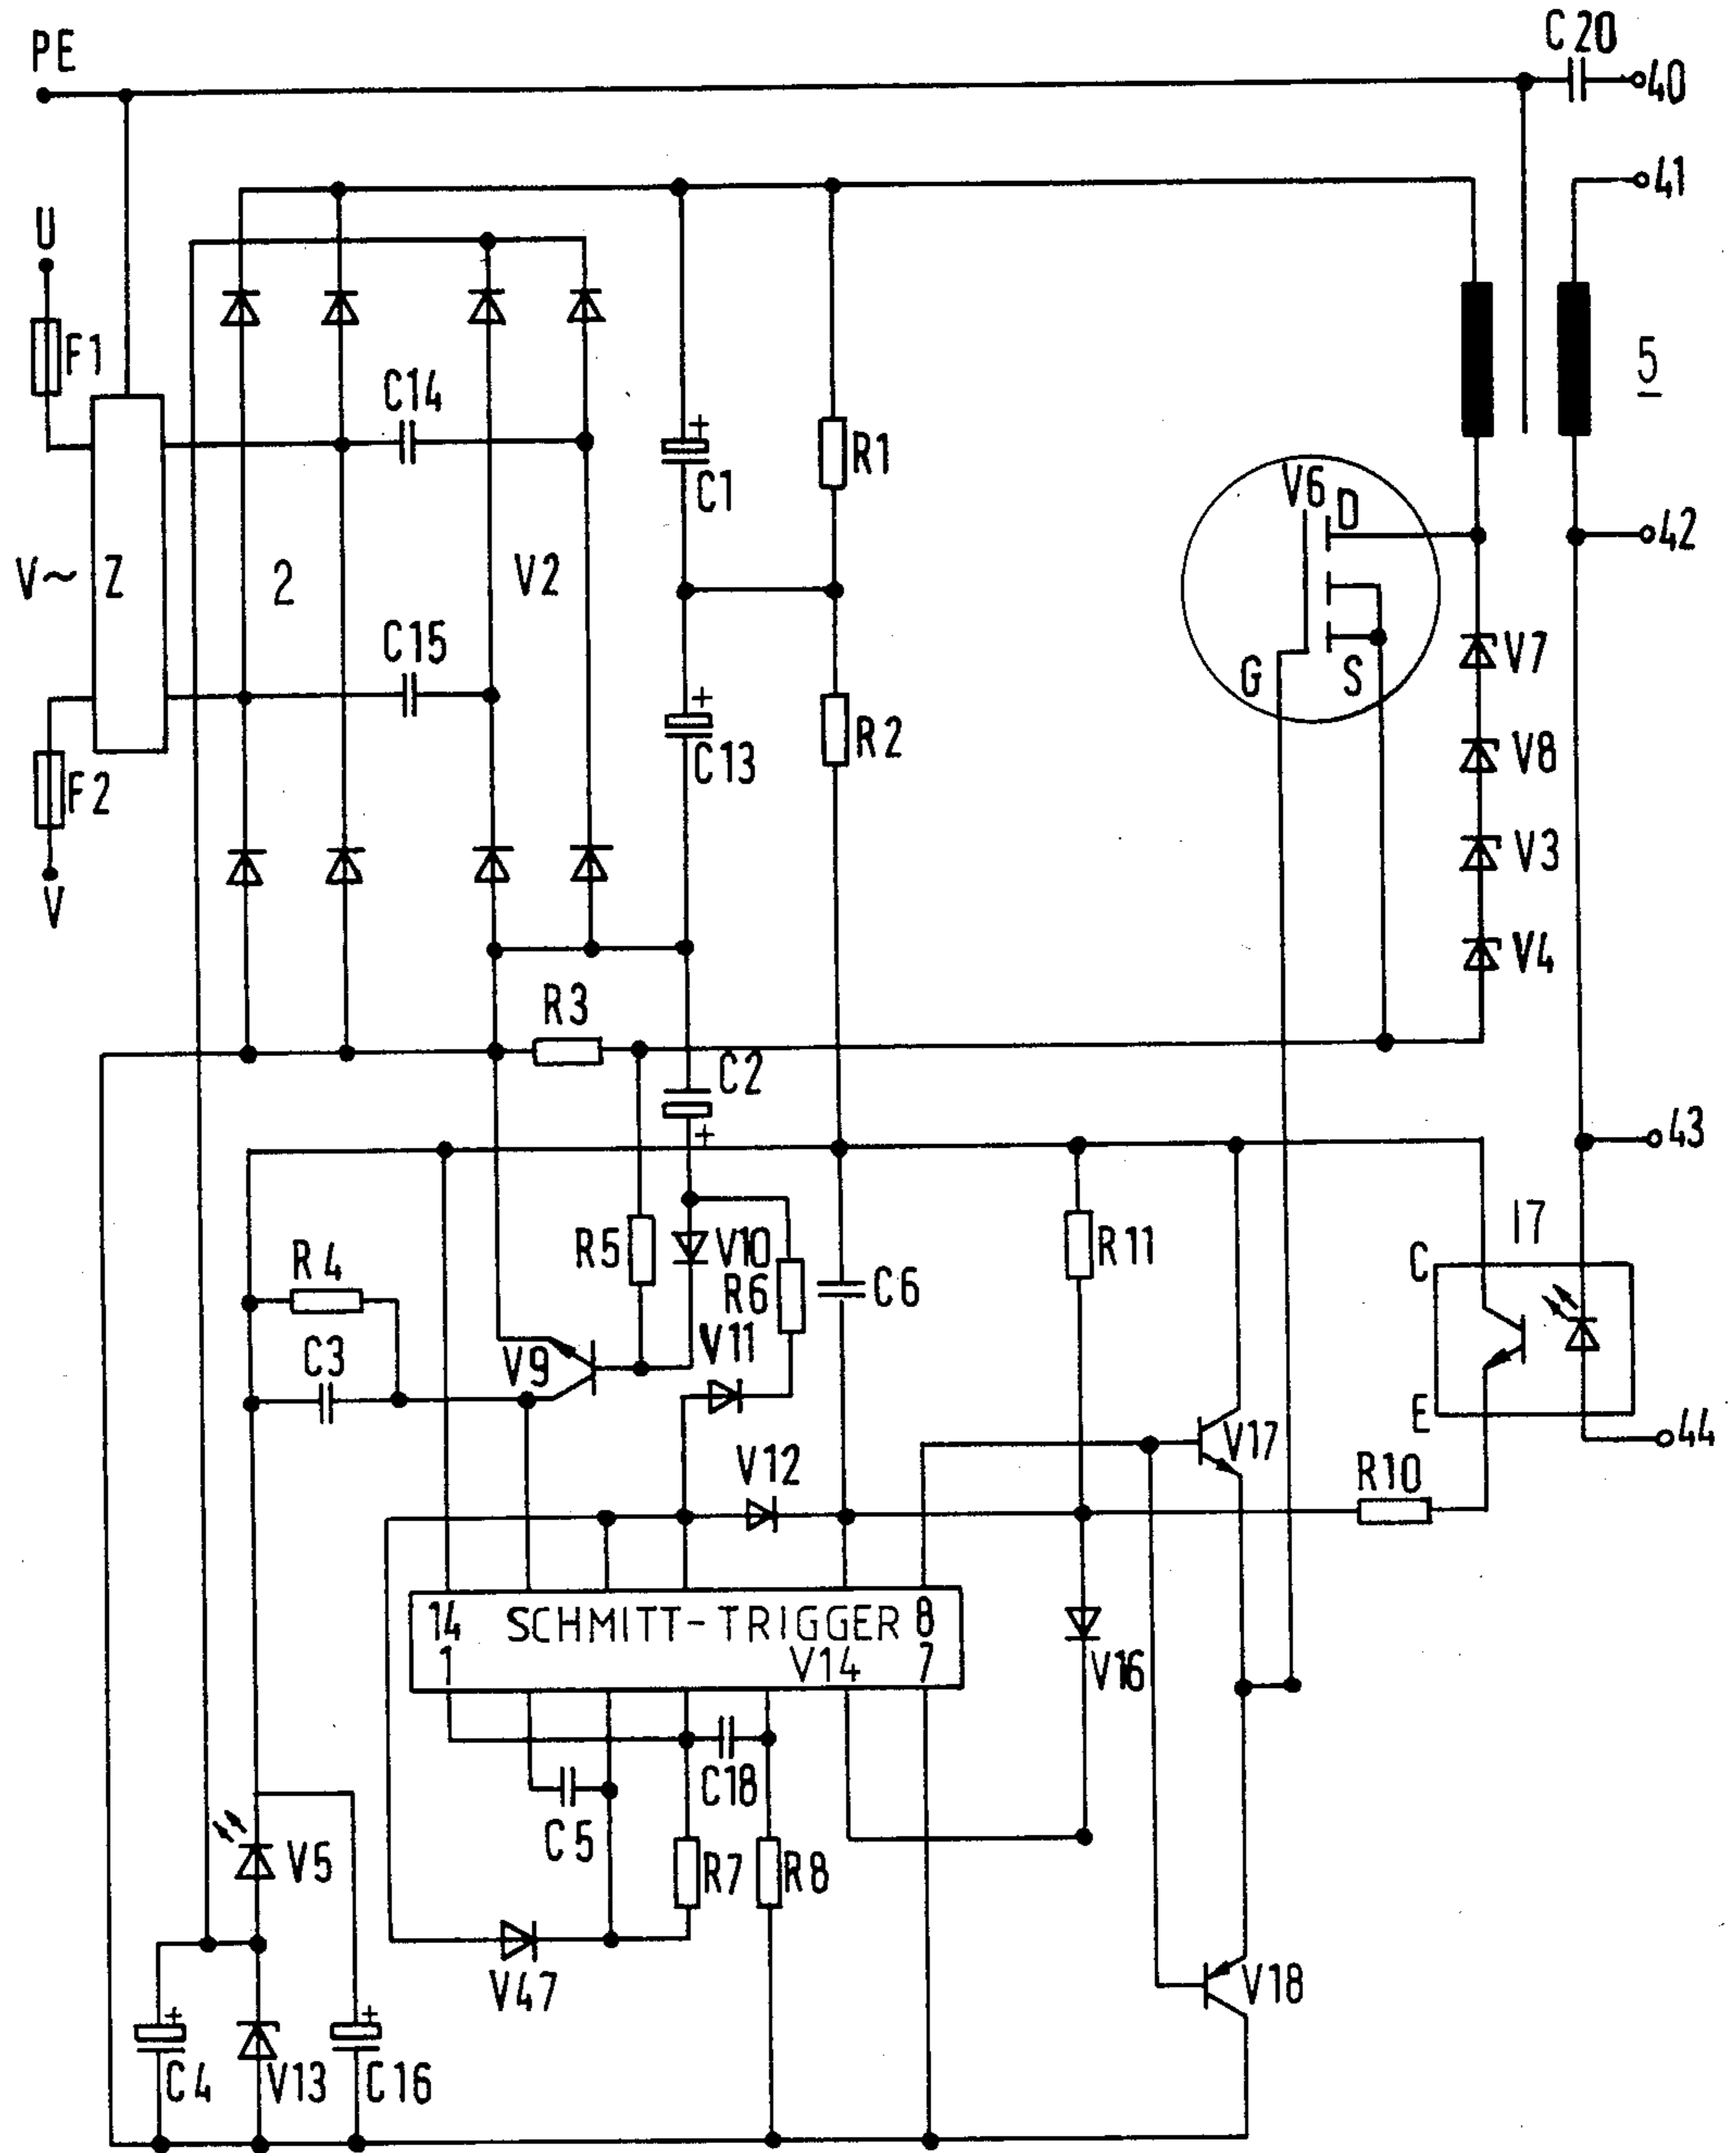 PE
C20
40
41
U
F1
C14
C1
R1
5
V6
D
42
V~
Z
2
V2
C15
G
S
V7
C13
R2
V8
F2
V
V3
V4
R3
C2
43
R5
V10
R6
C6
R11
I7
C
R4
V11
C3
V9
E
V12
V17
44
R10
14
SCHMITT-TRIGGER
8
1
V14
7
V16
C18
C5
V5
R7
R8
V47
V18
C4
V13
C16